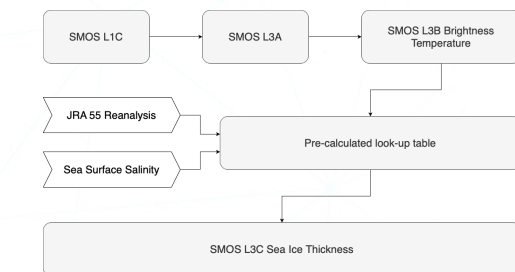 SMOS L1C
SMOS L3A
SMOS L3B Brightness
Temperature
JRA 55 Reanalysis
Pre-calculated look-up table
Sea Surface Salinity
SMOS L3C Sea Ice Thickness